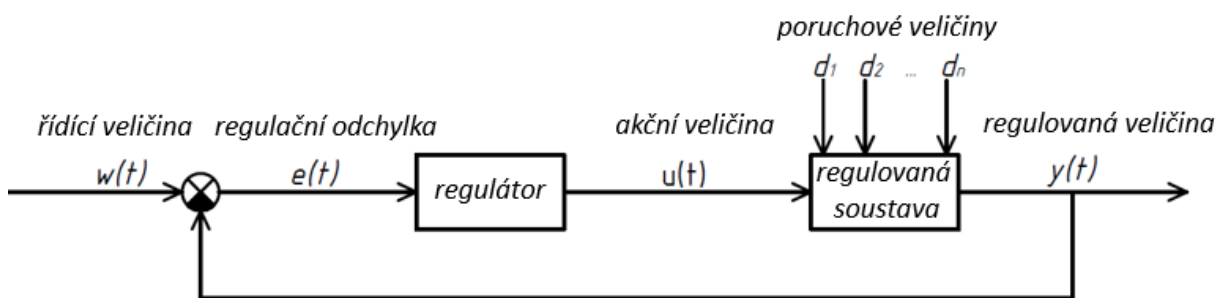 poruchové veličiny
d1 d2 ... dn
řídící veličina regulační odchylka akční veličina regulovaná veličina
w(t) e(t) regulátor u(t) regulovaná soustava y(t)